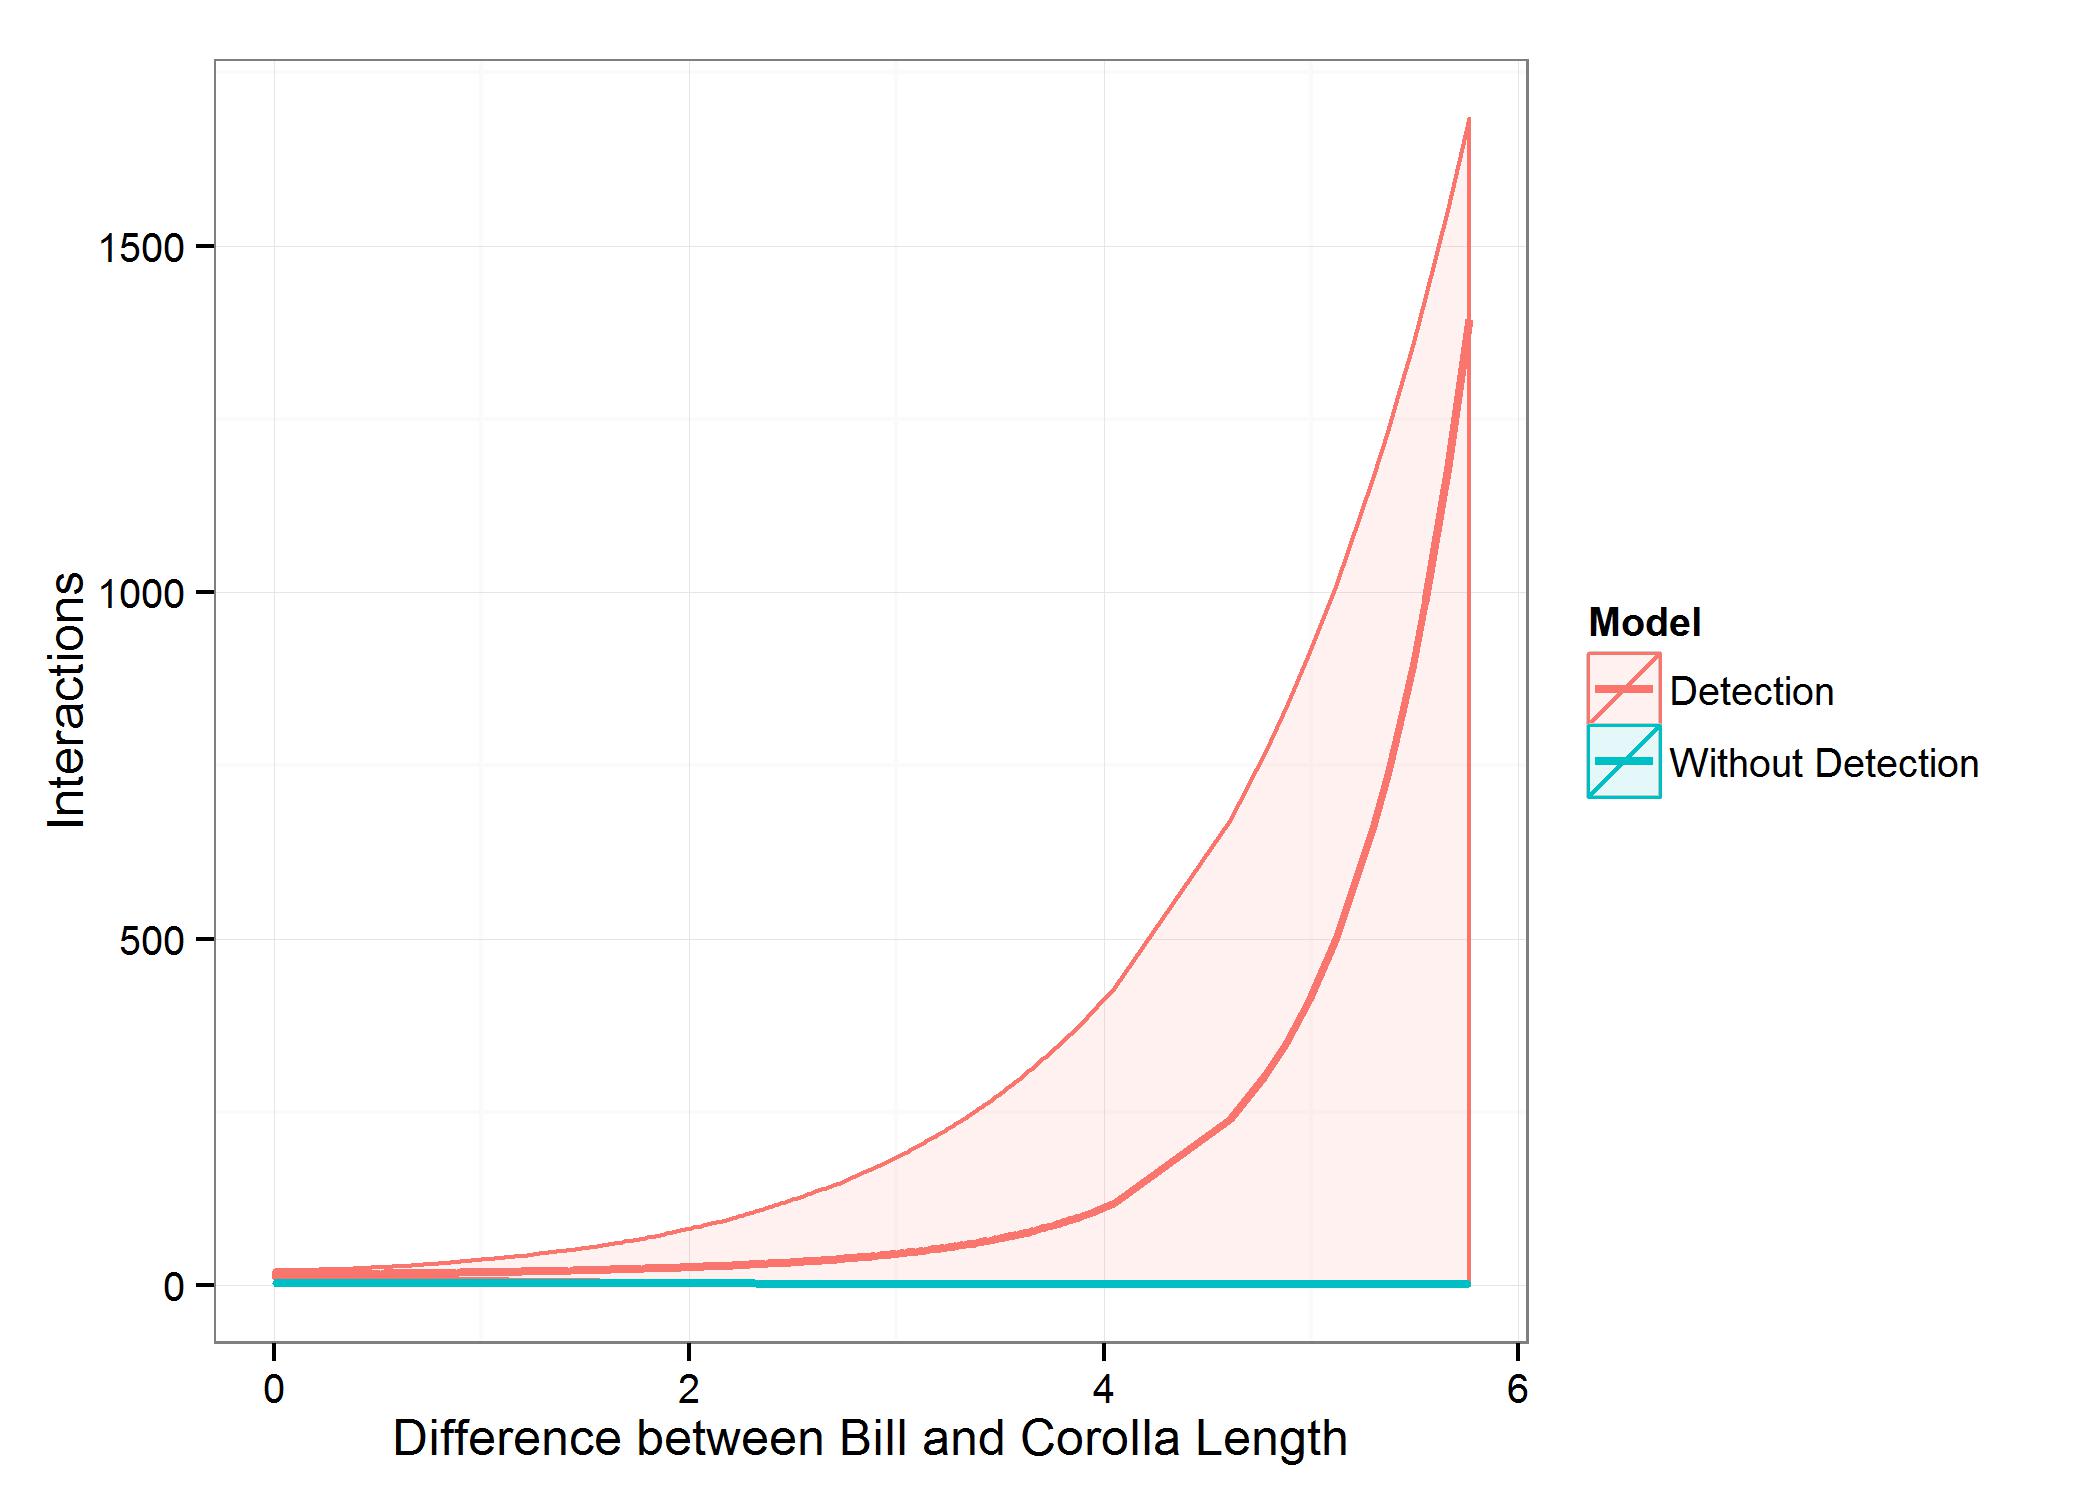 1500
1000
500
0
Interactions
0 2 4 6
Difference between Bill and Corolla Length
Model
Detection
Without Detection